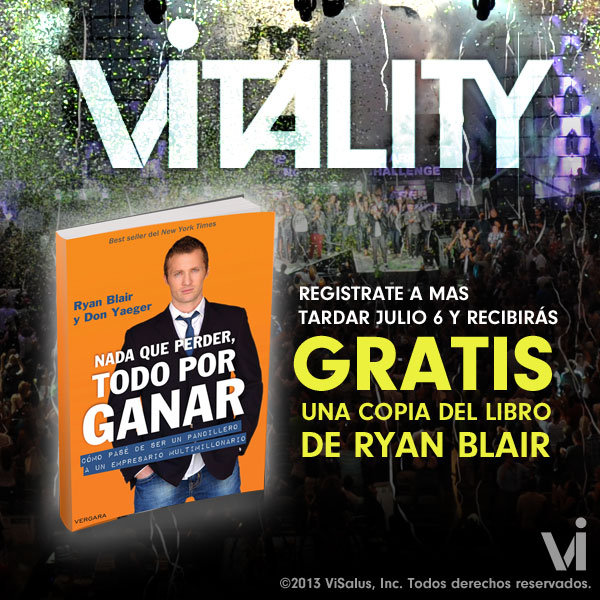 VITALITY
CHALLENGE
Best seller del New York Times
Ryan Blair
y Don Yaeger
NADA QUE PERDER,
TODO POR
GANAR
CÓMO PASÉ DE SER UN PANDILLERO
A UN EMPRESARIO MULTIMILLONARIO
VERGARA
REGISTRATE A MAS
TARDAR JULIO 6 Y RECIBIRÁS
GRATIS
UNA COPIA DEL LIBRO
DE RYAN BLAIR
Vi
©2013 ViSalus, Inc. Todos derechos reservados.